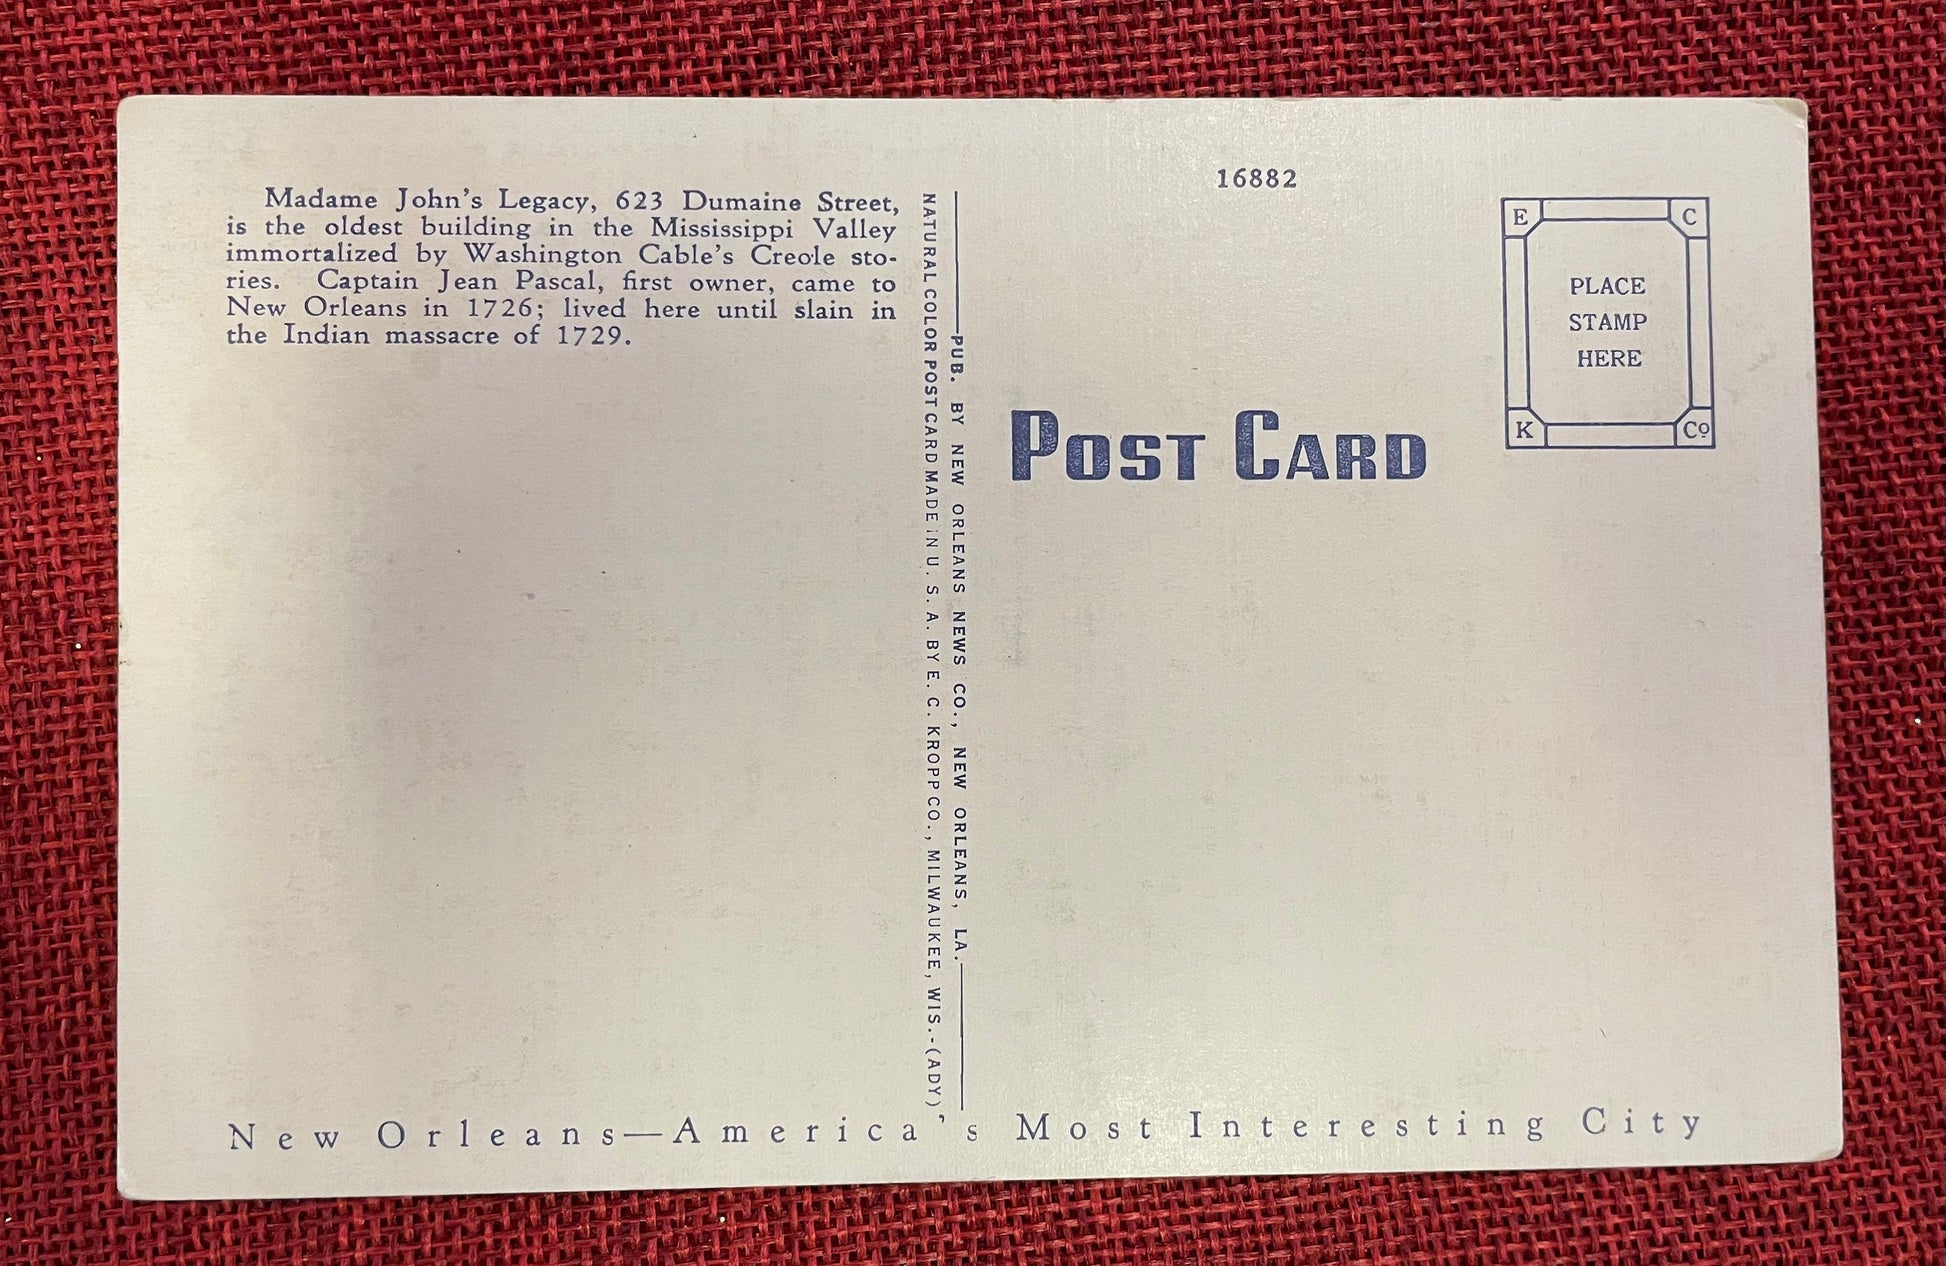 Madame John's Legacy, 623 Dumaine Street,
is the oldest building in the Mississippi Valley
immortalized by Washington Cable's Creole sto-
ries. Captain Jean Pascal, first owner, came to
New Orleans in 1726; lived here until slain in
the Indian massacre of 1729.
NATURAL COLOR POST CARD MADE IN U. S. A. BY E. C. KROPP CO., MILWAUKEE, WIS.-(ADY)
PUB. BY NEW ORLEANS NEWS CO., NEW ORLEANS, LA.
16882
E C
PLACE
STAMP
HERE
K Co
POST CARD
New Orleans—America's Most Interesting City